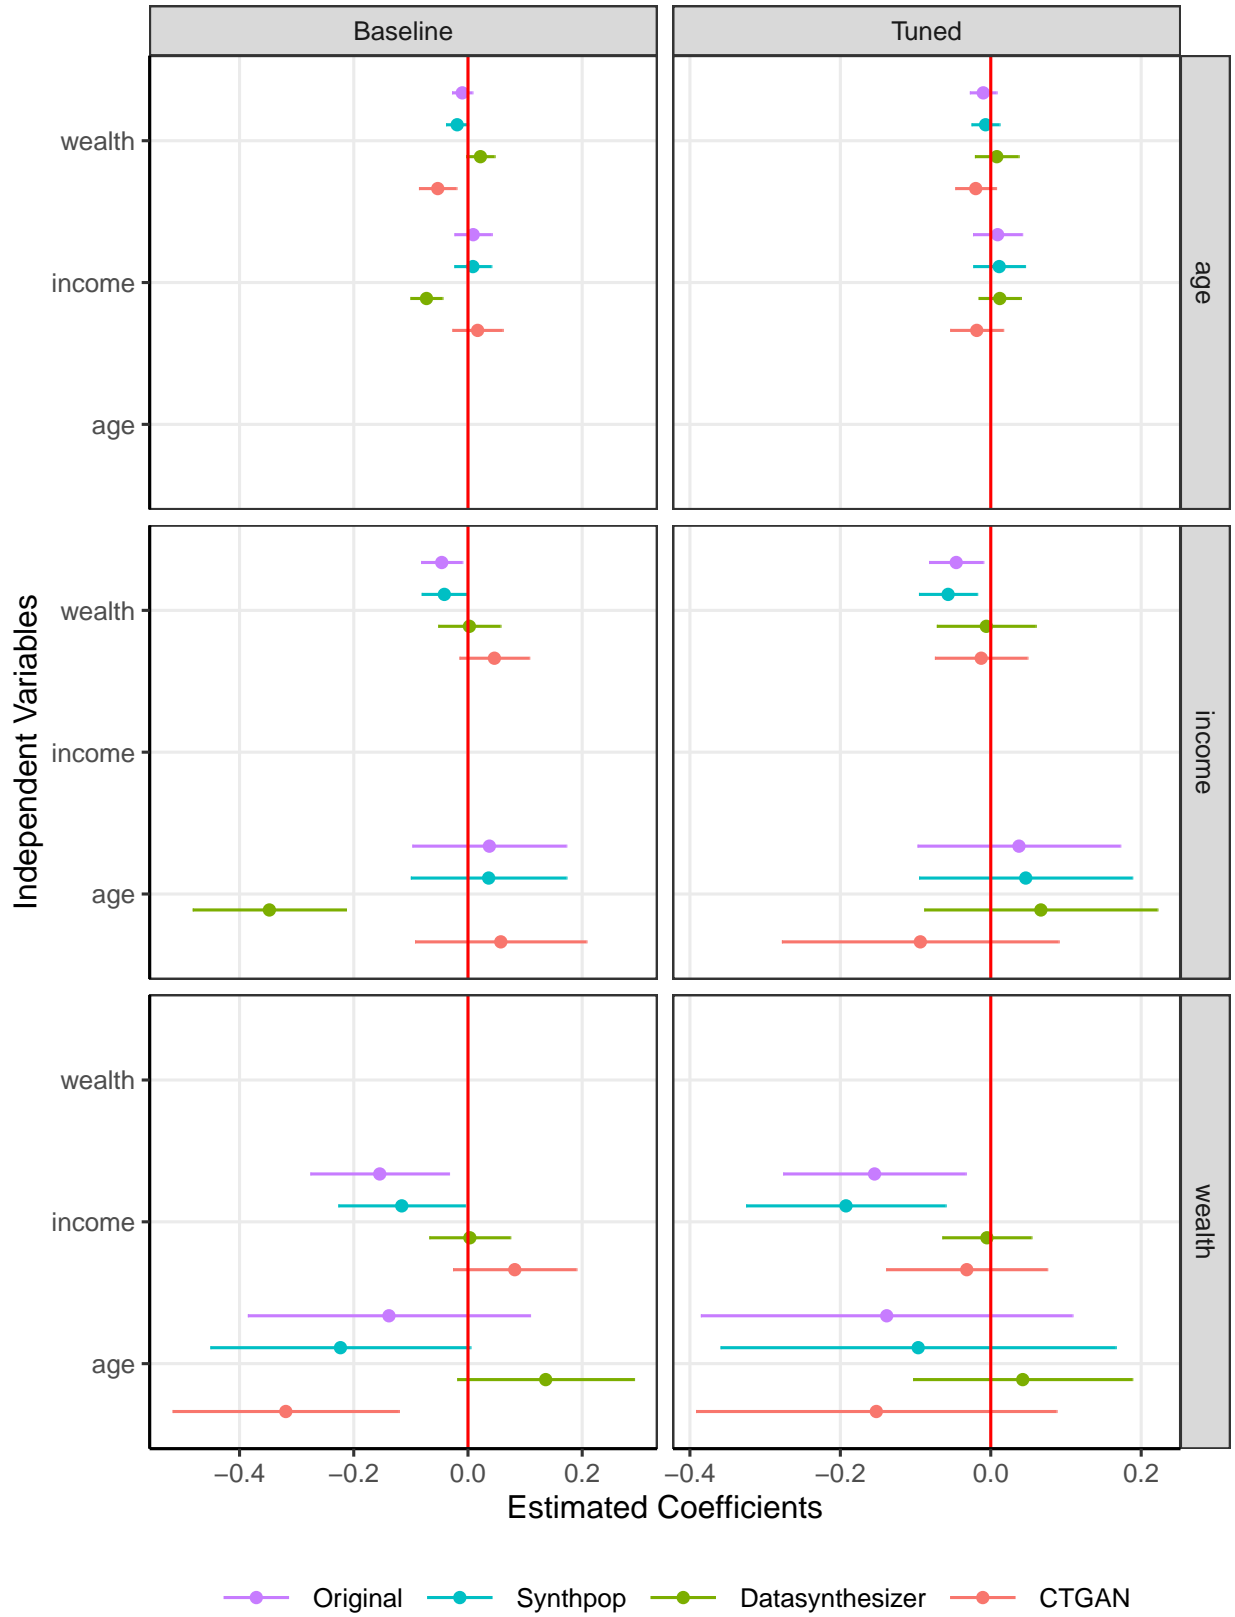 Baseline
Tuned
wealth
income
age
age
wealth
income
age
income
wealth
income
age
wealth
Independent Variables
−0.4 −0.2 0.0 0.2
−0.4 −0.2 0.0 0.2
Estimated Coefficients
Original Synthpop Datasynthesizer CTGAN